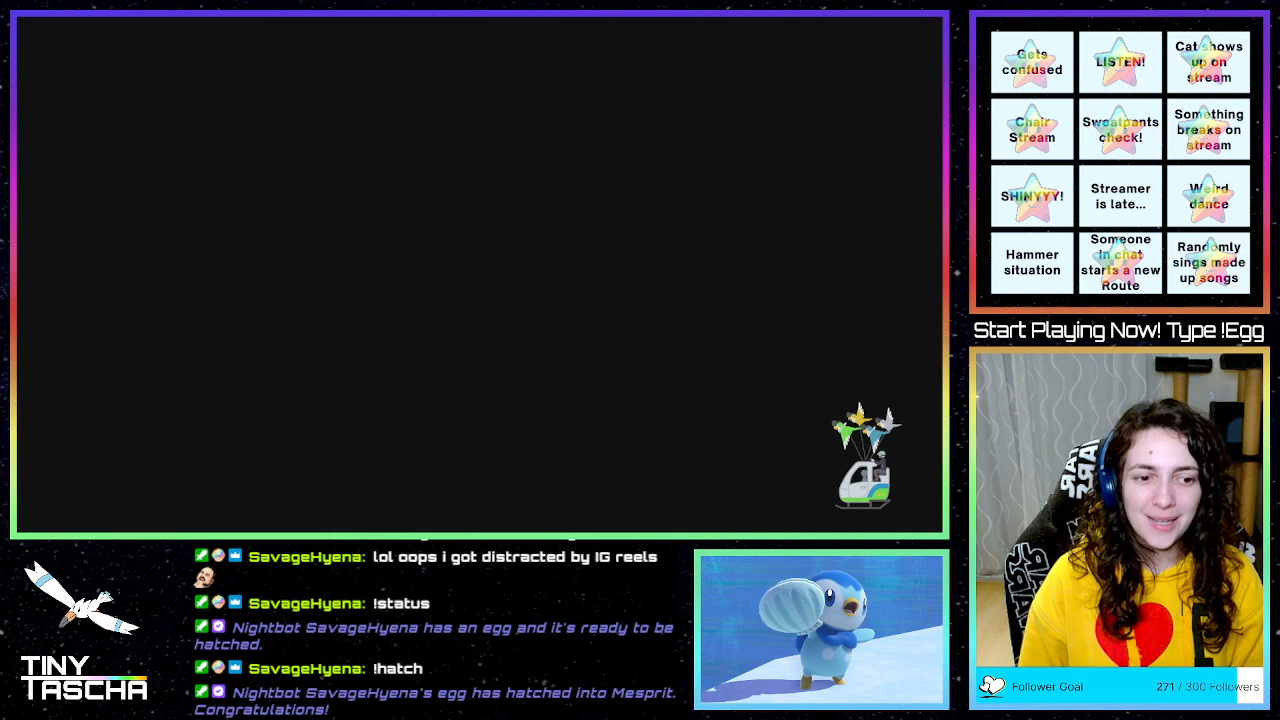 Gets
confused
LISTEN!
Cat shows
up on
stream
Chair
Stream
Sweatpants
check!
Something
breaks on
stream
SHINYYY!
Streamer
is late...
Weird
dance
Hammer
situation
Someone
in chat
starts a new
Route
Randomly
sings made
up songs
Start Playing Now! Type !Egg
SavageHyena: lol oops i got distracted by IG reels
SavageHyena: !status
Nightbot SavageHyena has an egg and it's ready to be
hatched.
SavageHyena: !hatch
Nightbot SavageHyena's egg has hatched into Mesprit.
Congratulations!
TINY
TASCHA
Follower Goal
271 / 300 Followers